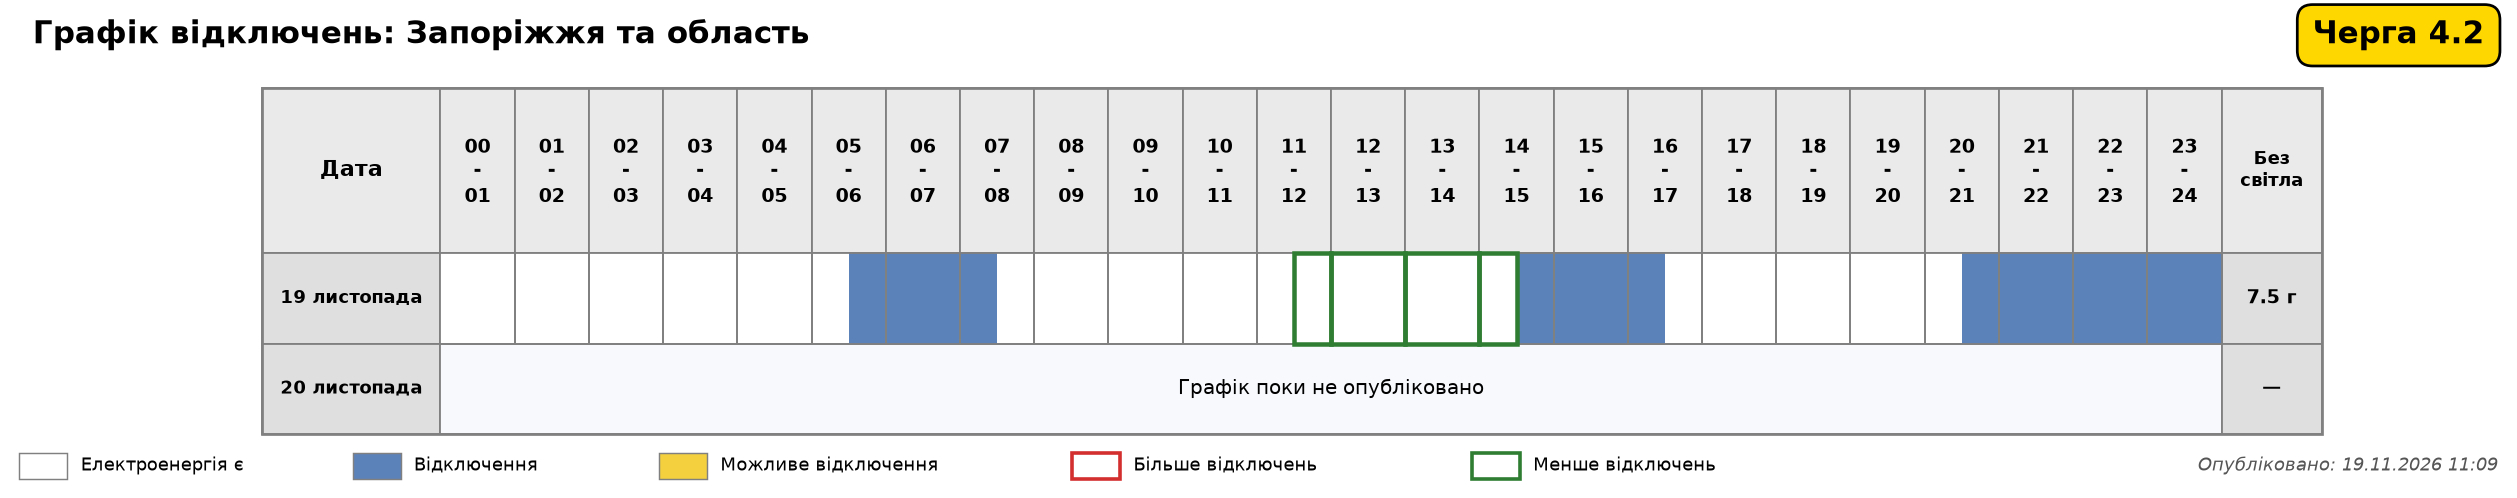 Графік відключень: Запоріжжя та область
Черга 4.2
Дата
00 - 01
01 - 02
02 - 03
03 - 04
04 - 05
05 - 06
06 - 07
07 - 08
08 - 09
09 - 10
10 - 11
11 - 12
12 - 13
13 - 14
14 - 15
15 - 16
16 - 17
17 - 18
18 - 19
19 - 20
20 - 21
21 - 22
22 - 23
23 - 24
Без
світла
19 листопада
7.5 г
20 листопада
Графік поки не опубліковано
—
Електроенергія є
Відключення
Можливе відключення
Більше відключень
Менше відключень
Опубліковано: 19.11.2026 11:09